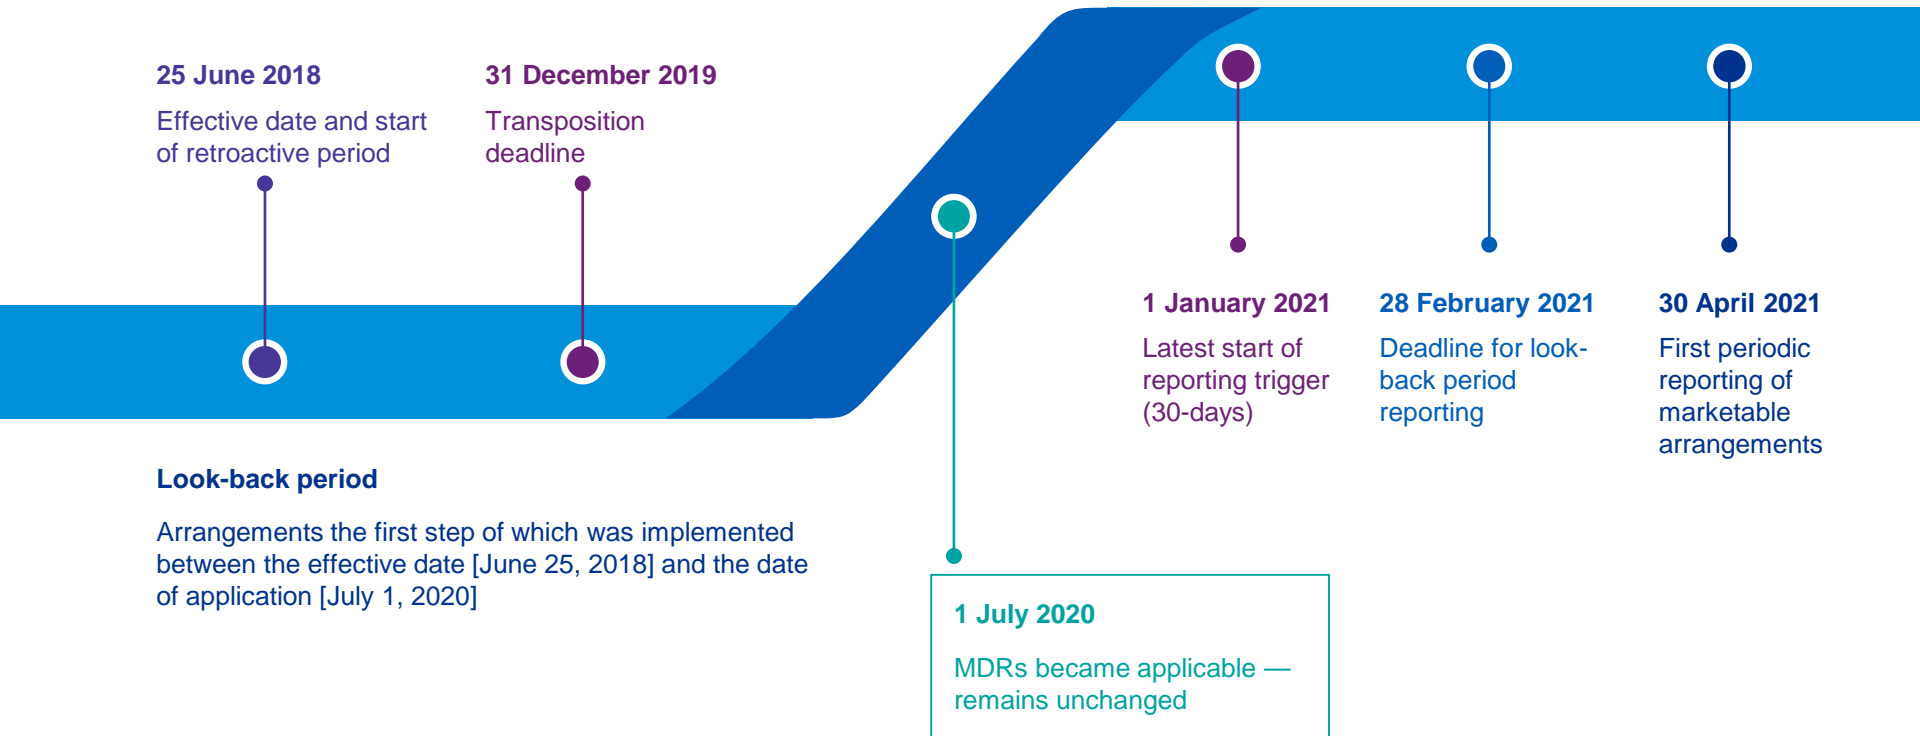 25 June 2018
Effective date and start
of retroactive period
31 December 2019
Transposition
deadline
1 January 2021
Latest start of
reporting trigger
(30-days)
28 February 2021
Deadline for look-
back period
reporting
30 April 2021
First periodic
reporting of
marketable
arrangements
Look-back period
Arrangements the first step of which was implemented
between the effective date [June 25, 2018] and the date
of application [July 1, 2020]
1 July 2020
MDRs became applicable —
remains unchanged